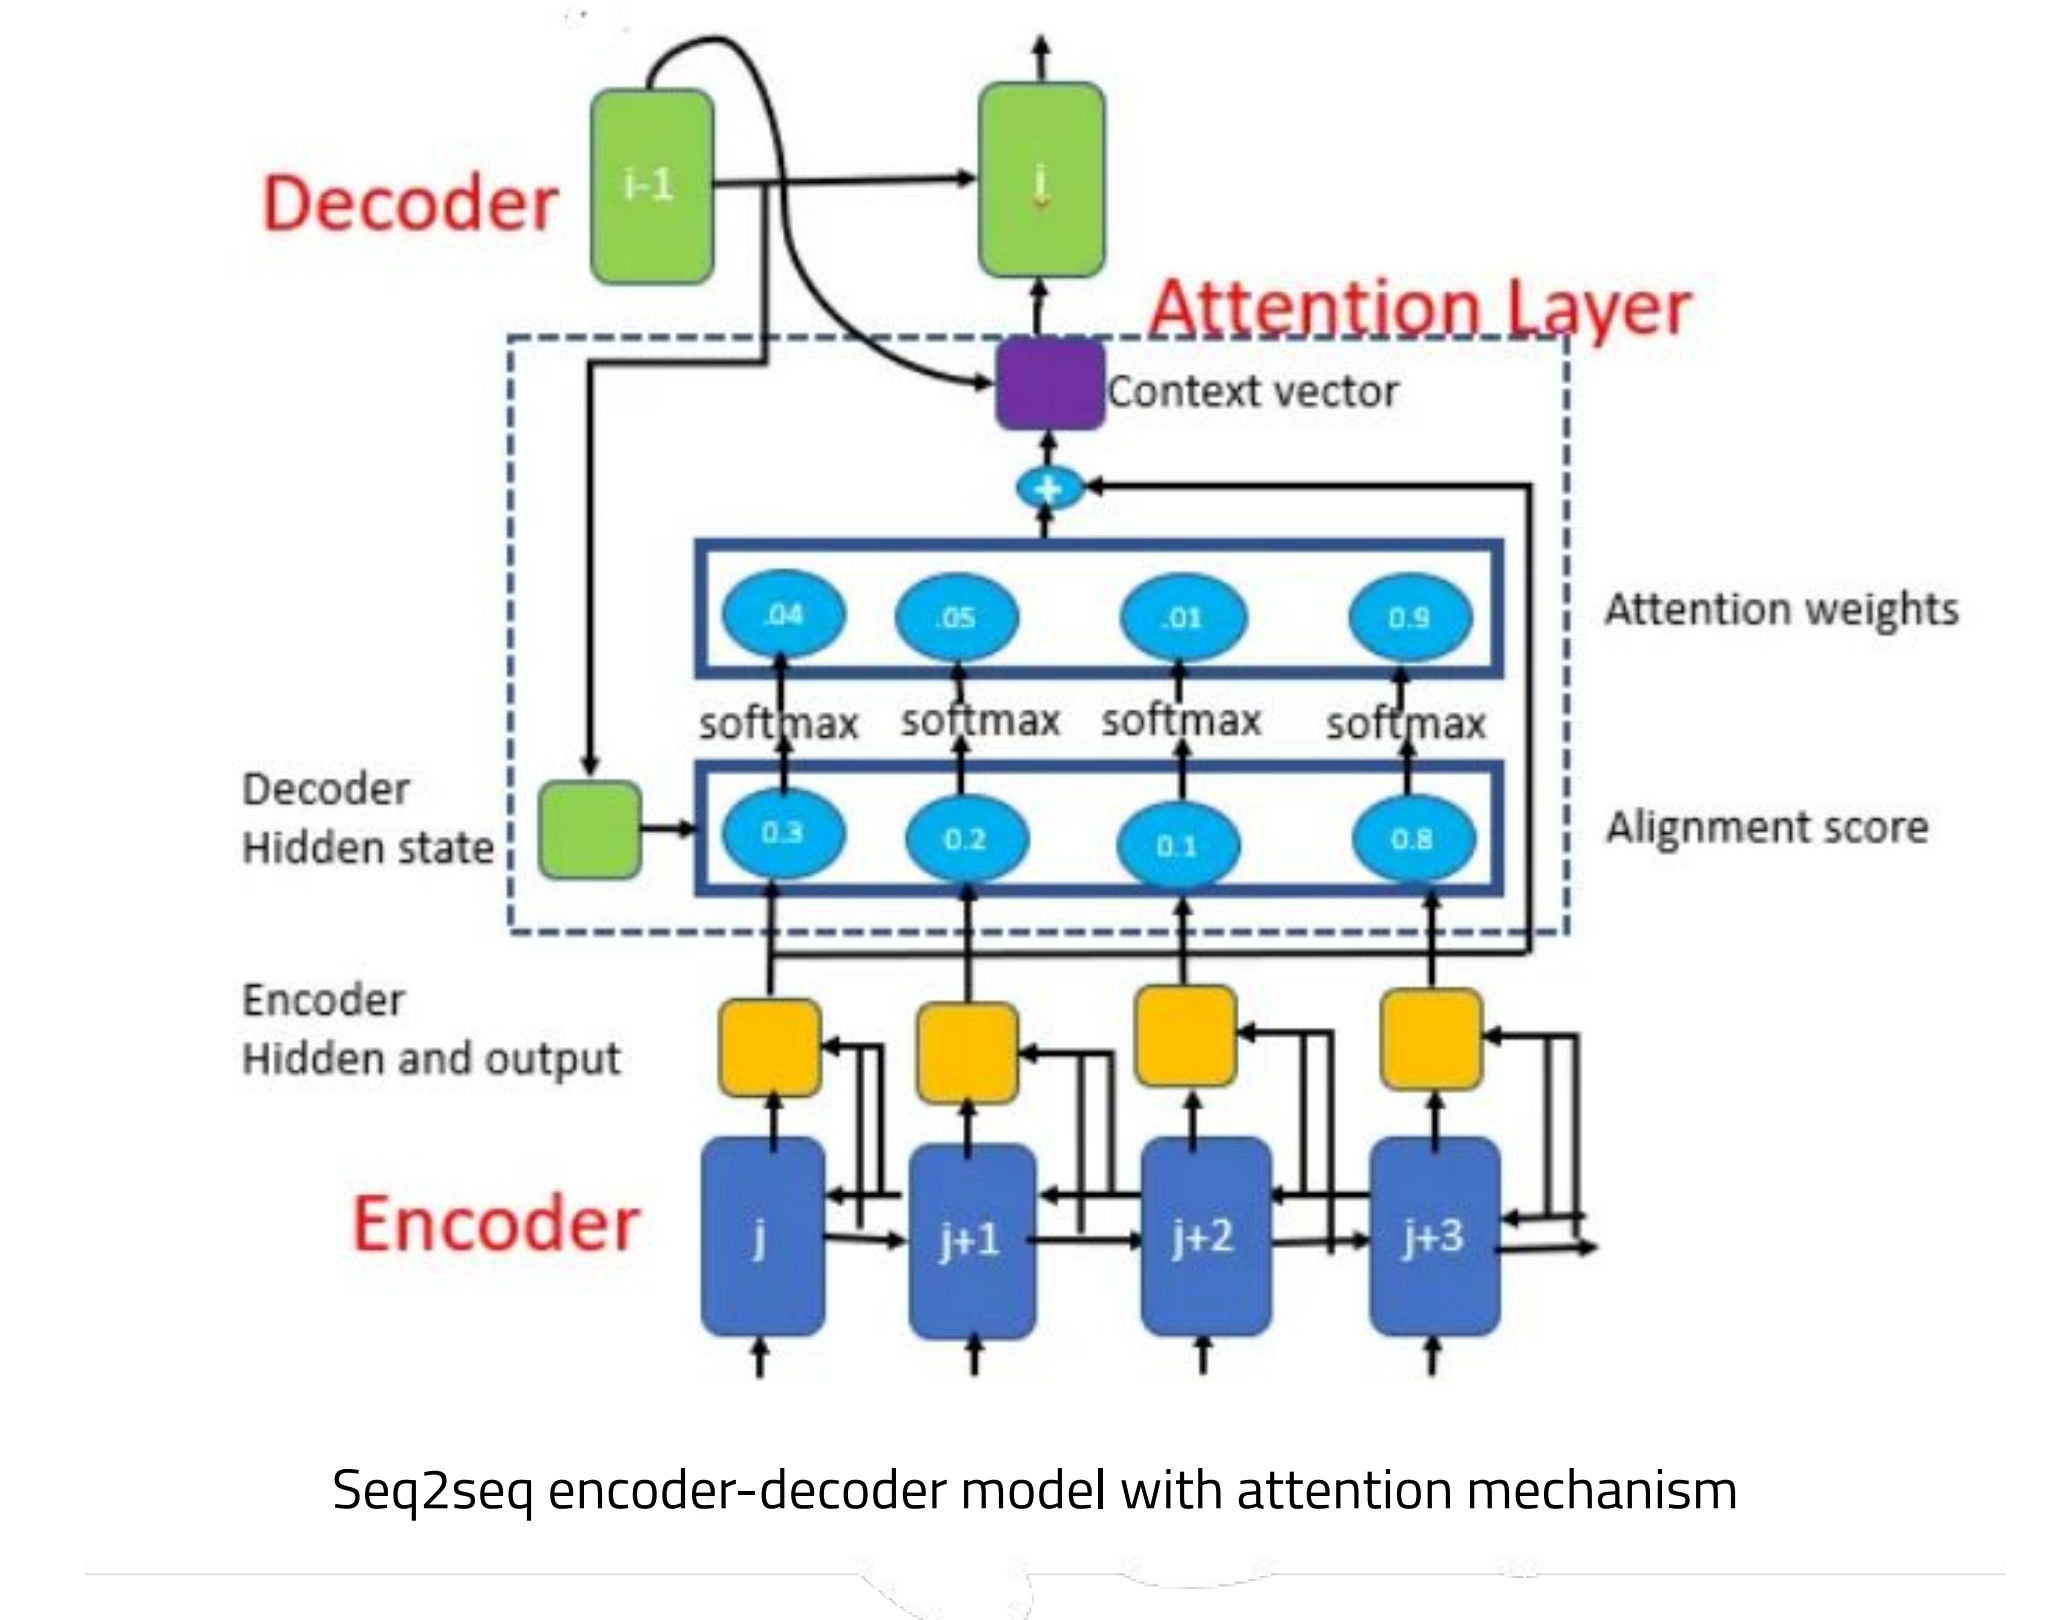 i-1
i
Decoder
Attention Layer
Context vector
+
.04
.05
.01
0.9
Attention weights
softmax
softmax
softmax
softmax
Decoder
Hidden state
0.3
0.2
0.1
0.8
Alignment score
Encoder
Hidden and output
Encoder
j
j+1
j+2
j+3
Seq2seq encoder-decoder model with attention mechanism